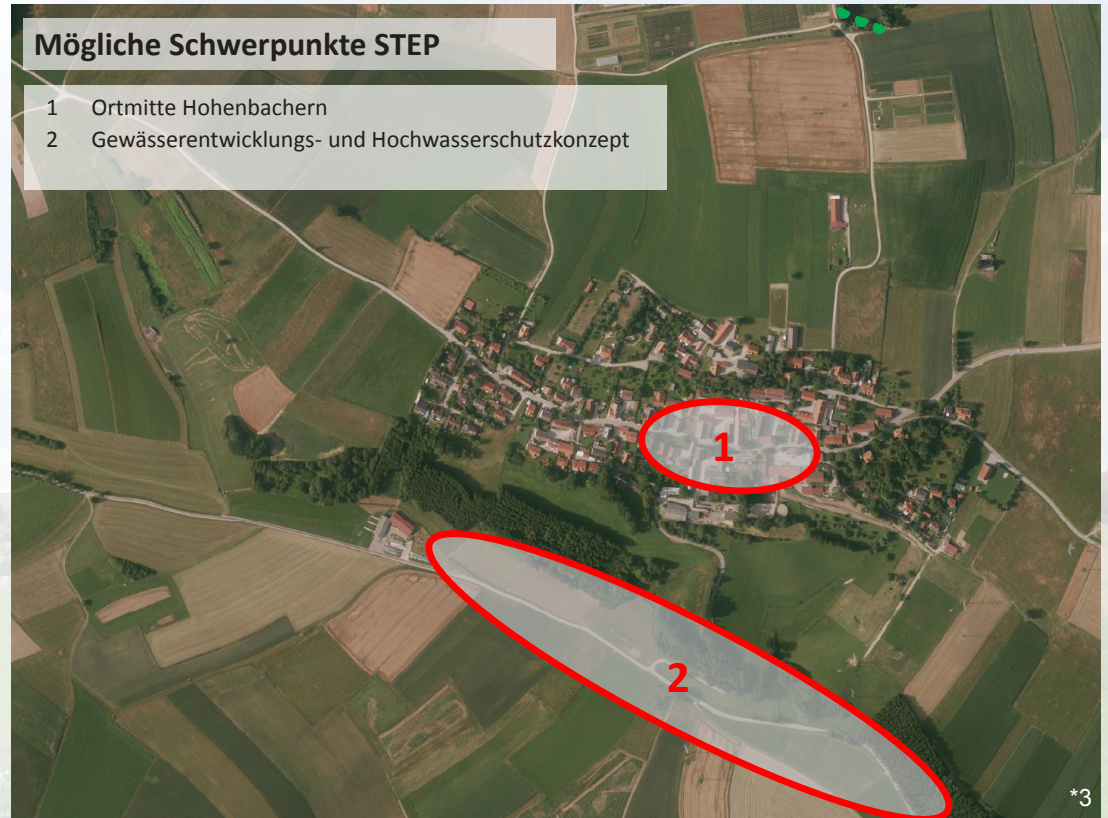 Mögliche Schwerpunkte STEP
1 Ortmitte Hohenbachern
2 Gewässerentwicklungs- und Hochwasserschutzkonzept
1
2
*3